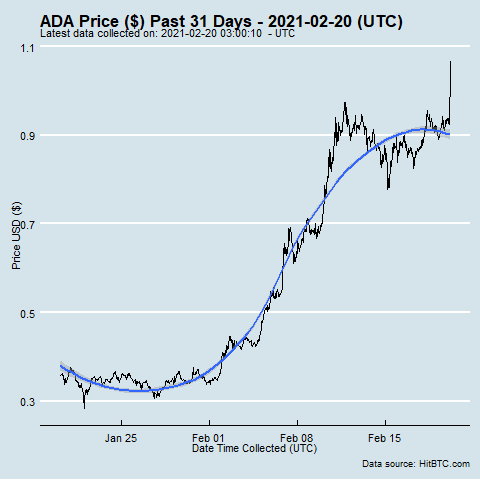 ADA Price ($) Past 31 Days - 2021-02-20 (UTC)
Latest data collected on: 2021-02-20 03:00:10  - UTC
1.1
0.9
0.7
0.5
0.3
Price USD ($)
Jan 25 Feb 01 Feb 08 Feb 15
Date Time Collected (UTC)
Data source: HitBTC.com